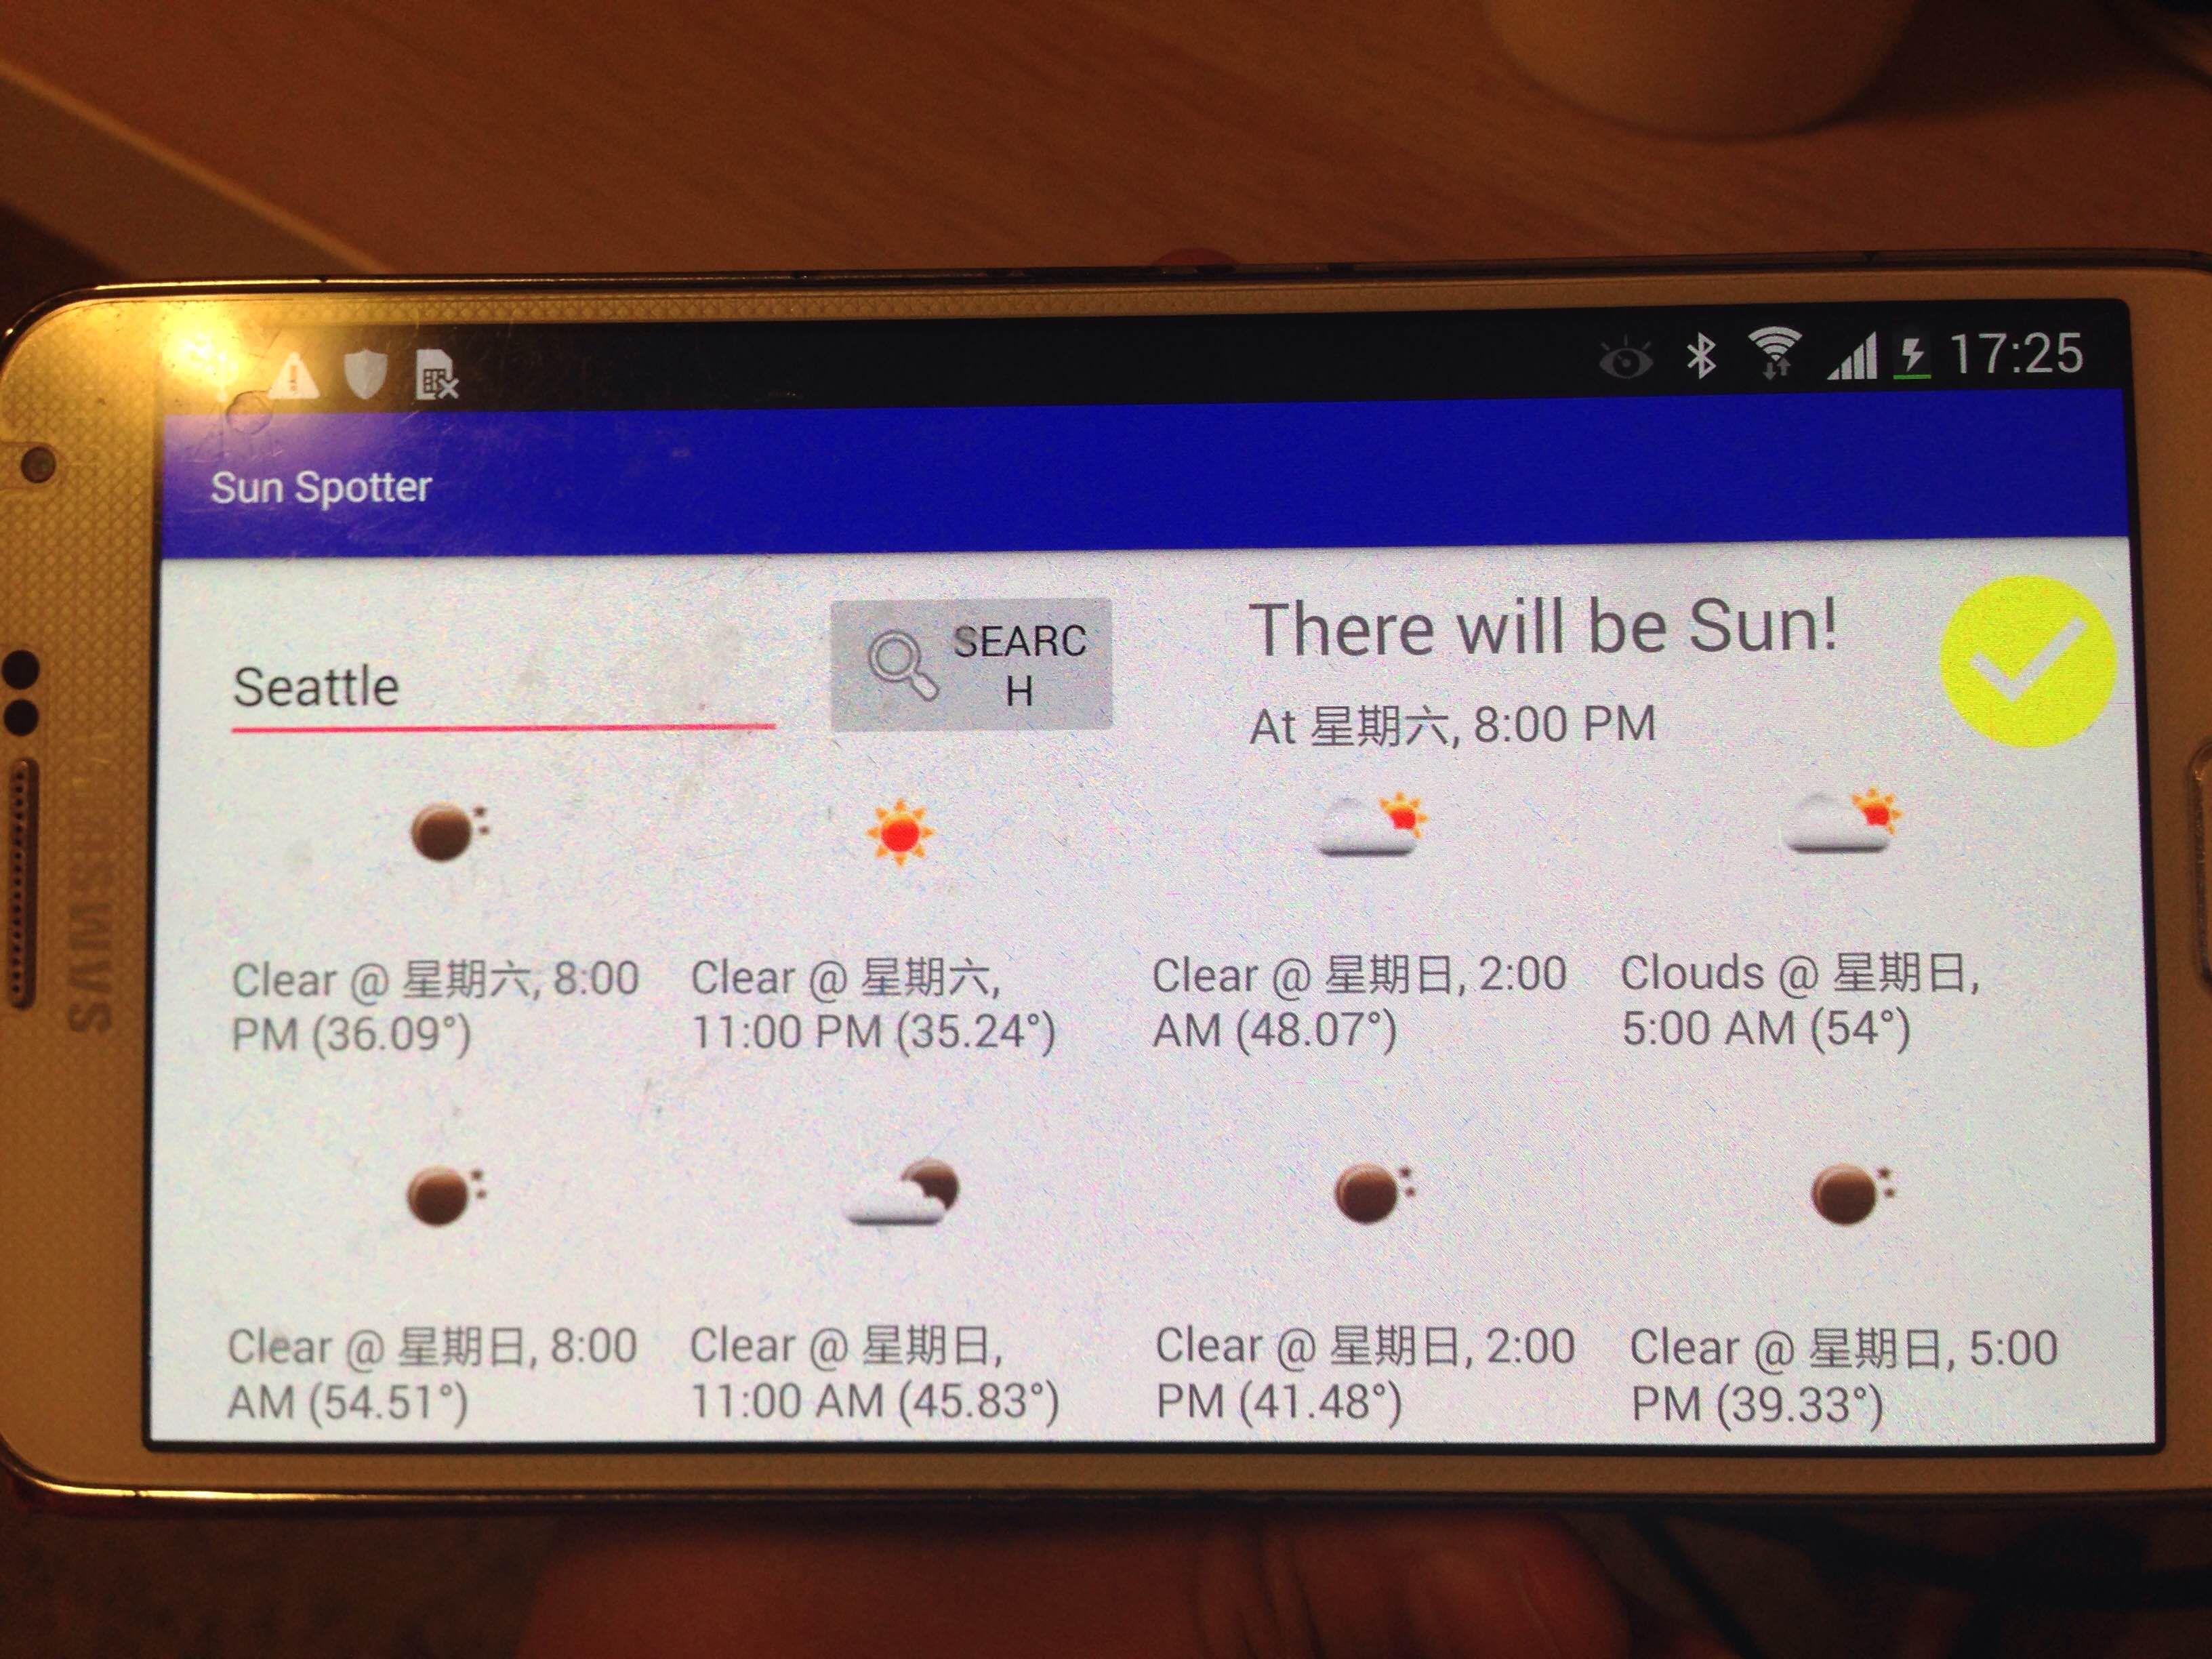 17:25
Sun Spotter
Seattle
SEARC
H
There will be Sun!
At 星期六, 8:00 PM
Clear @ 星期六, 8:00
PM (36.09°)
Clear @ 星期六,
11:00 PM (35.24°)
Clear @ 星期日, 2:00
AM (48.07°)
Clouds @ 星期日,
5:00 AM (54°)
Clear @ 星期日, 8:00
AM (54.51°)
Clear @ 星期日,
11:00 AM (45.83°)
Clear @ 星期日, 2:00
PM (41.48°)
Clear @ 星期日, 5:00
PM (39.33°)
SAMSUNG